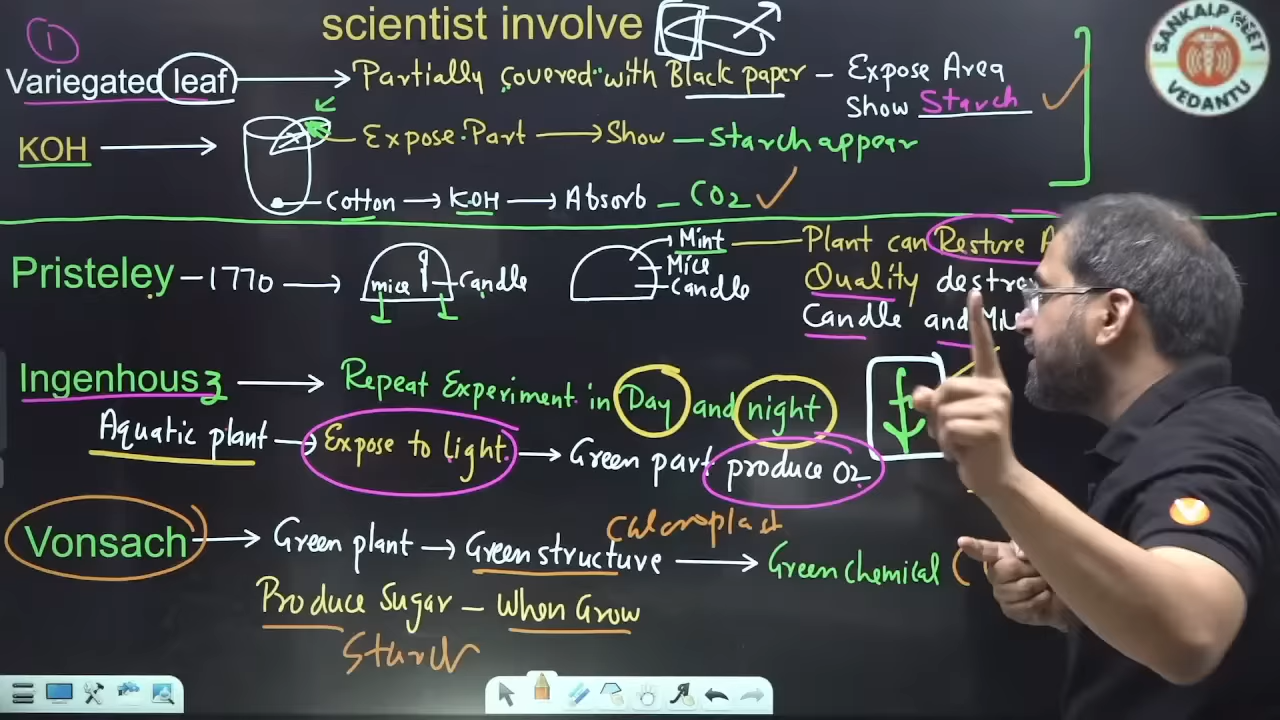 scientist involve
1
Variegated leaf → Partially covered with Black paper - Expose Area
Show Starch
KOH → Expose Part → Show - Starch appear
Cotton → KOH → Absorb - CO2
Pristeley - 1770 → mice Candle
Mint
Mice
Candle
Plant can Resture
Quality
Candle and
Ingenhous3 → Repeat Experiment in Day and night
Aquatic plant → Expose to light → Green part produce O2
Chloroplast
Vonsach → Green plant → Green structure → Green chemical
Produce Sugar - When Grow
Starch
SANKALP NEET
VEDANTU